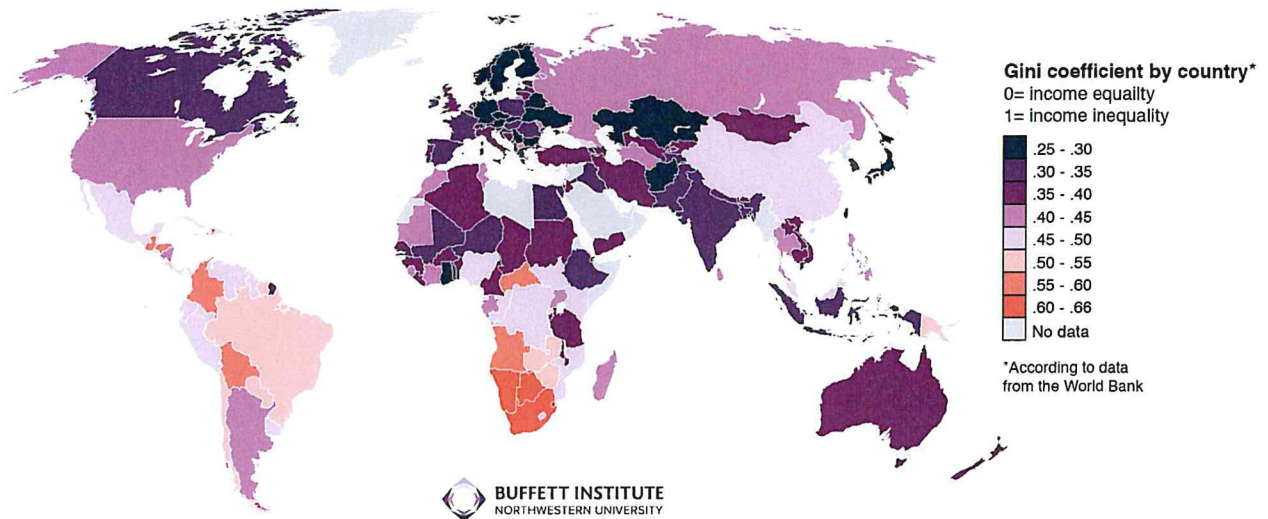 Gini coefficient by country*
0= income equailty
1= income inequality
.25 - .30
.30 - .35
.35 - .40
.40 - .45
.45 - .50
.50 - .55
.55 - .60
.60 - .66
No data
*According to data
from the World Bank
BUFFETT INSTITUTE
NORTHWESTERN UNIVERSITY